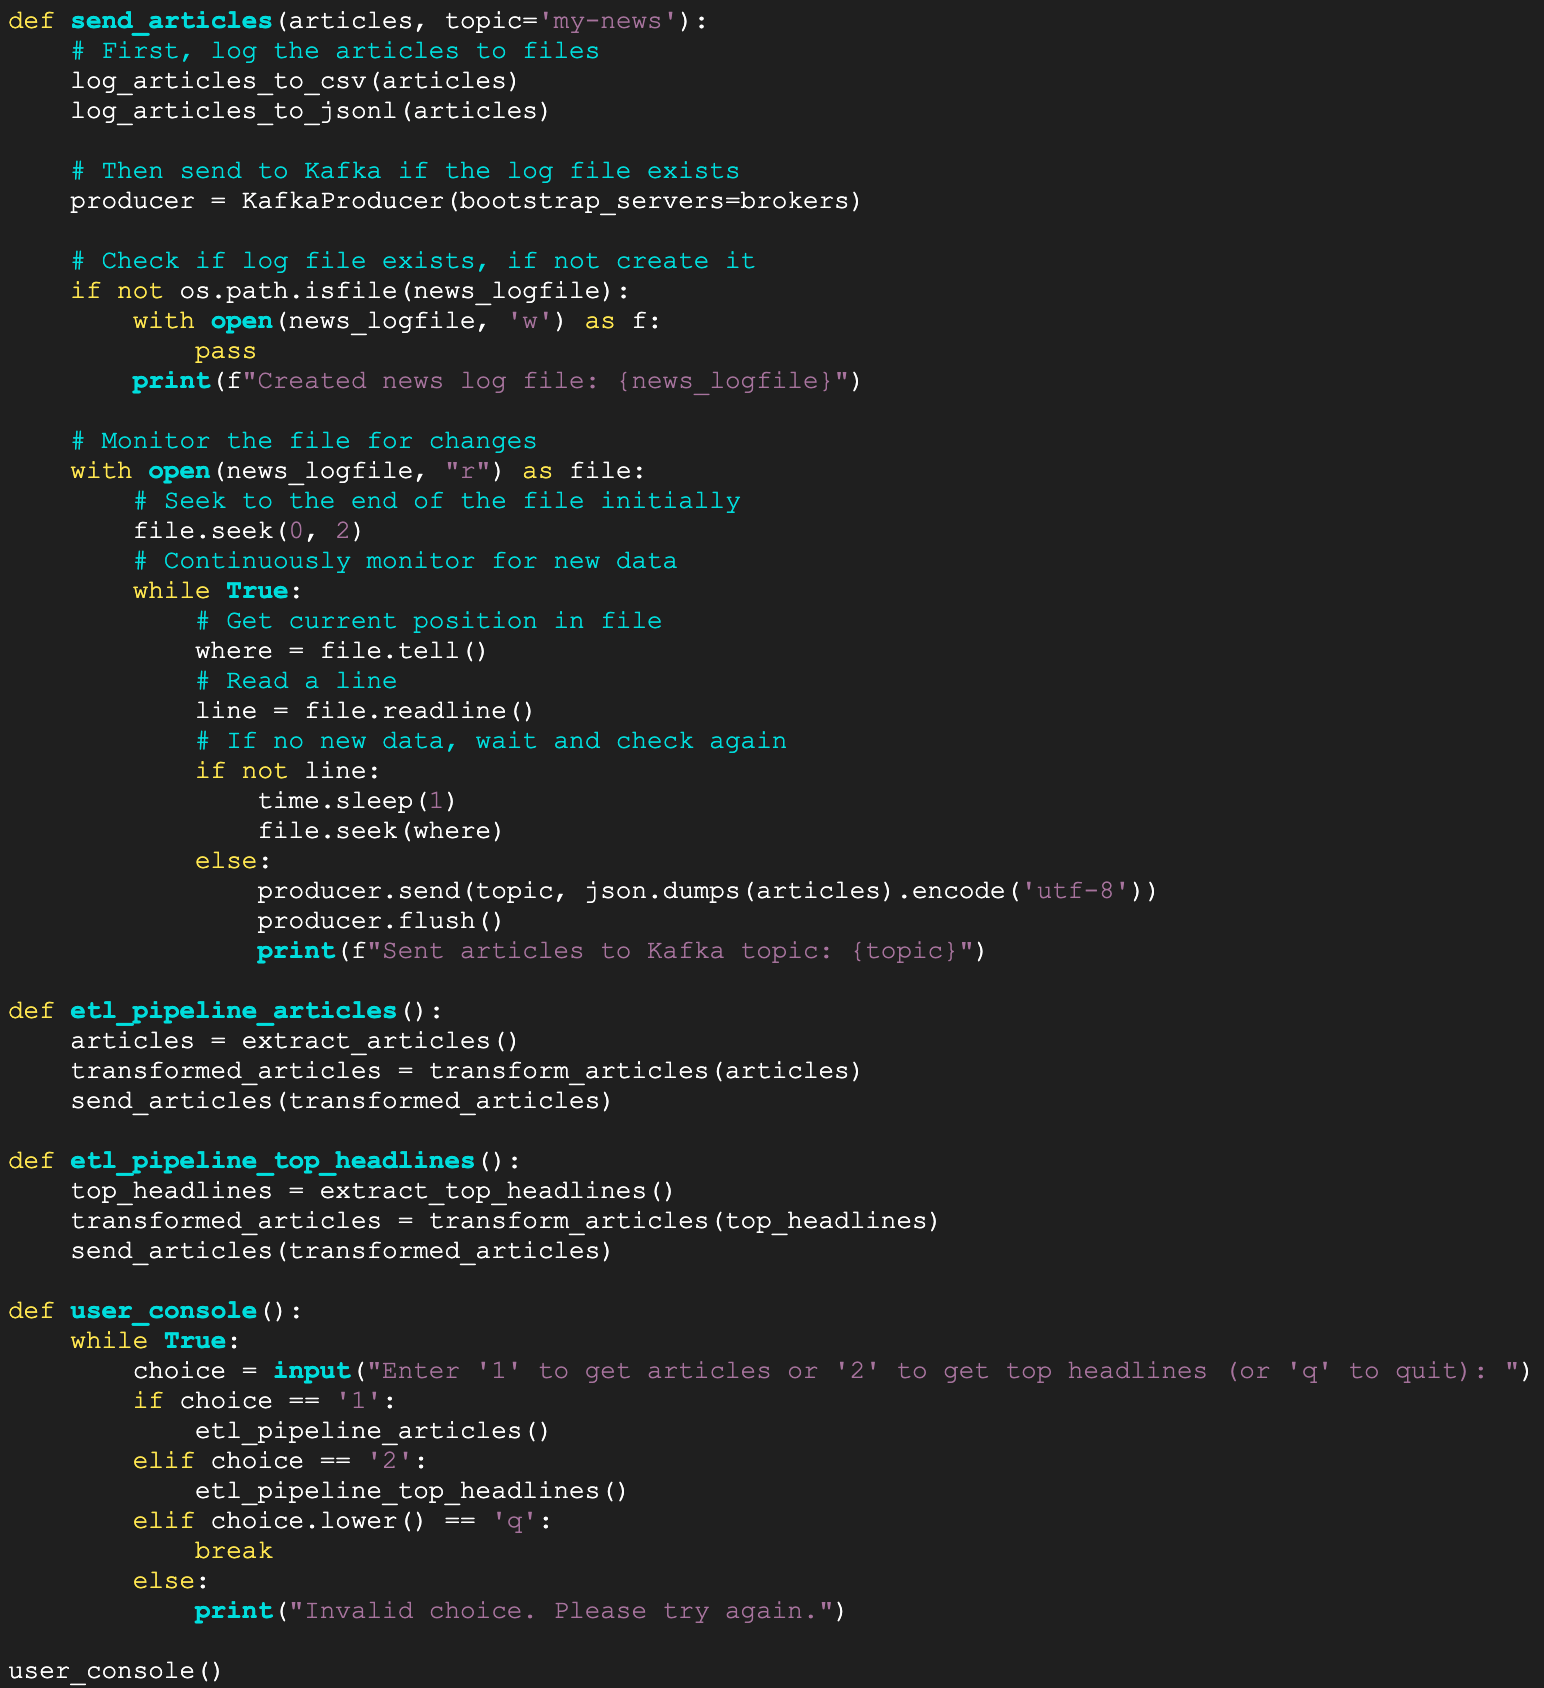 def send_articles(articles, topic='my-news'):
    # First, log the articles to files
    log_articles_to_csv(articles)
    log_articles_to_jsonl(articles)

    # Then send to Kafka if the log file exists
    producer = KafkaProducer(bootstrap_servers=brokers)

    # Check if log file exists, if not create it
    if not os.path.isfile(news_logfile):
        with open(news_logfile, 'w') as f:
            pass
        print(f"Created news log file: {news_logfile}")

    # Monitor the file for changes
    with open(news_logfile, "r") as file:
        # Seek to the end of the file initially
        file.seek(0, 2)
        # Continuously monitor for new data
        while True:
            # Get current position in file
            where = file.tell()
            # Read a line
            line = file.readline()
            # If no new data, wait and check again
            if not line:
                time.sleep(1)
                file.seek(where)
            else:
                producer.send(topic, json.dumps(articles).encode('utf-8'))
                producer.flush()
                print(f"Sent articles to Kafka topic: {topic}")

def etl_pipeline_articles():
    articles = extract_articles()
    transformed_articles = transform_articles(articles)
    send_articles(transformed_articles)

def etl_pipeline_top_headlines():
    top_headlines = extract_top_headlines()
    transformed_articles = transform_articles(top_headlines)
    send_articles(transformed_articles)

def user_console():
    while True:
        choice = input("Enter '1' to get articles or '2' to get top headlines (or 'q' to quit): ")
        if choice == '1':
            etl_pipeline_articles()
        elif choice == '2':
            etl_pipeline_top_headlines()
        elif choice.lower() == 'q':
            break
        else:
            print("Invalid choice. Please try again.")

user_console()